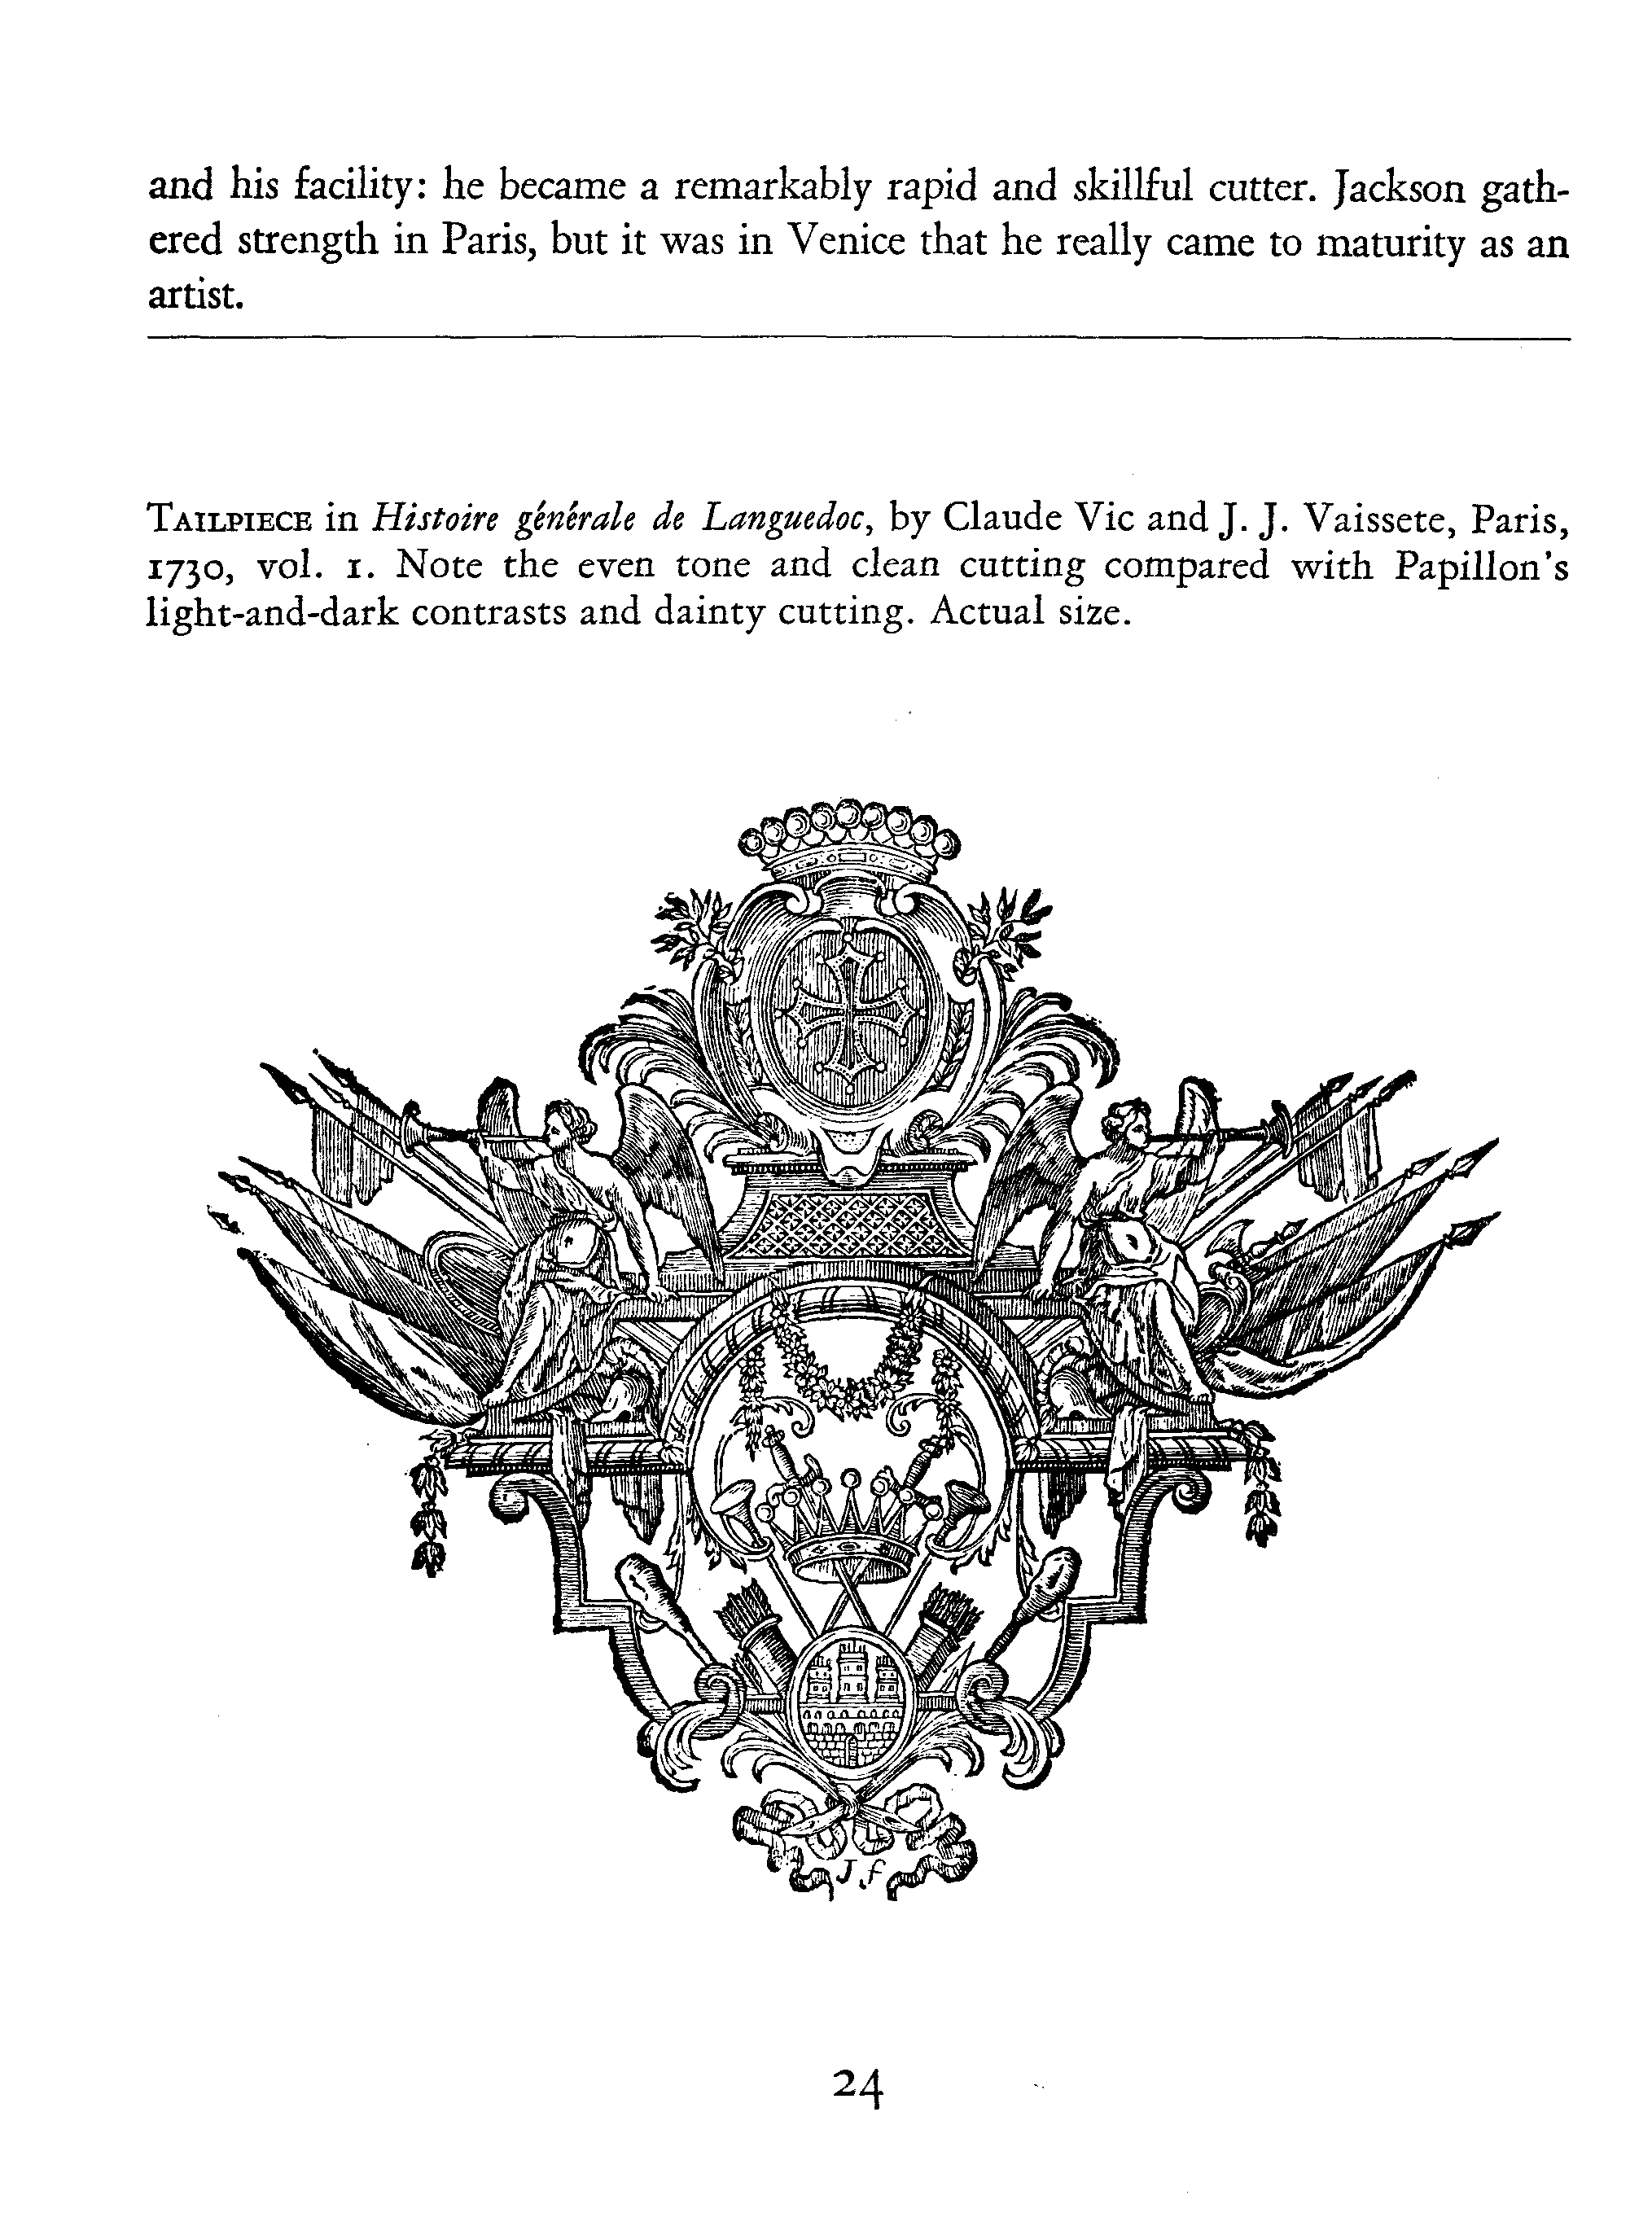 and his facility: he became a remarkably rapid and skillful cutter. Jackson gath-
ered strength in Paris, but it was in Venice that he really came to maturity as an
artist.
TAILPIECE in Histoire générale de Languedoc, by Claude Vic and J. J. Vaissete, Paris,
1730, vol. 1. Note the even tone and clean cutting compared with Papillon's
light-and-dark contrasts and dainty cutting. Actual size.
J f
24